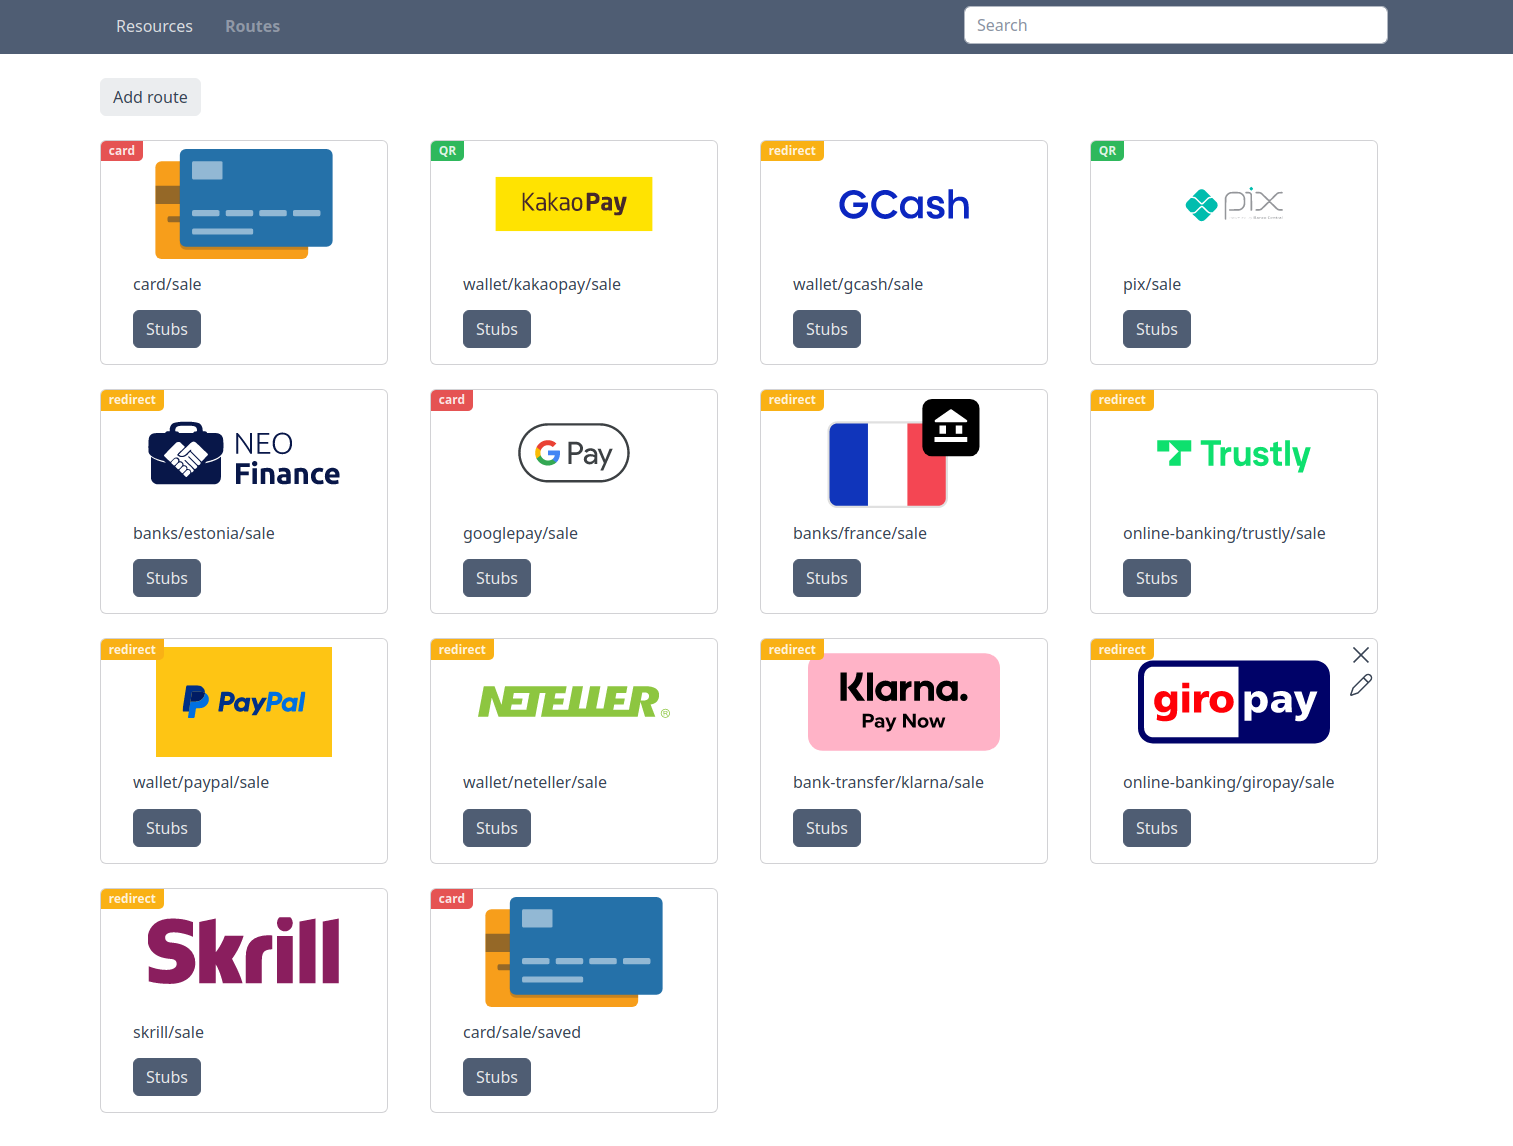 Resources Routes Search
Add route
card QR redirect QR
KakaoPay GCash pix
card/sale wallet/kakaopay/sale wallet/gcash/sale pix/sale
Stubs Stubs Stubs Stubs
redirect card redirect redirect
NEO
Finance G Pay Trustly
banks/estonia/sale googlepay/sale banks/france/sale online-banking/trustly/sale
Stubs Stubs Stubs Stubs
redirect redirect redirect redirect
PayPal NETELLER® Klarna. giropay
Pay Now
wallet/paypal/sale wallet/neteller/sale bank-transfer/klarna/sale online-banking/giropay/sale
Stubs Stubs Stubs Stubs
redirect card
Skrill
skrill/sale card/sale/saved
Stubs Stubs